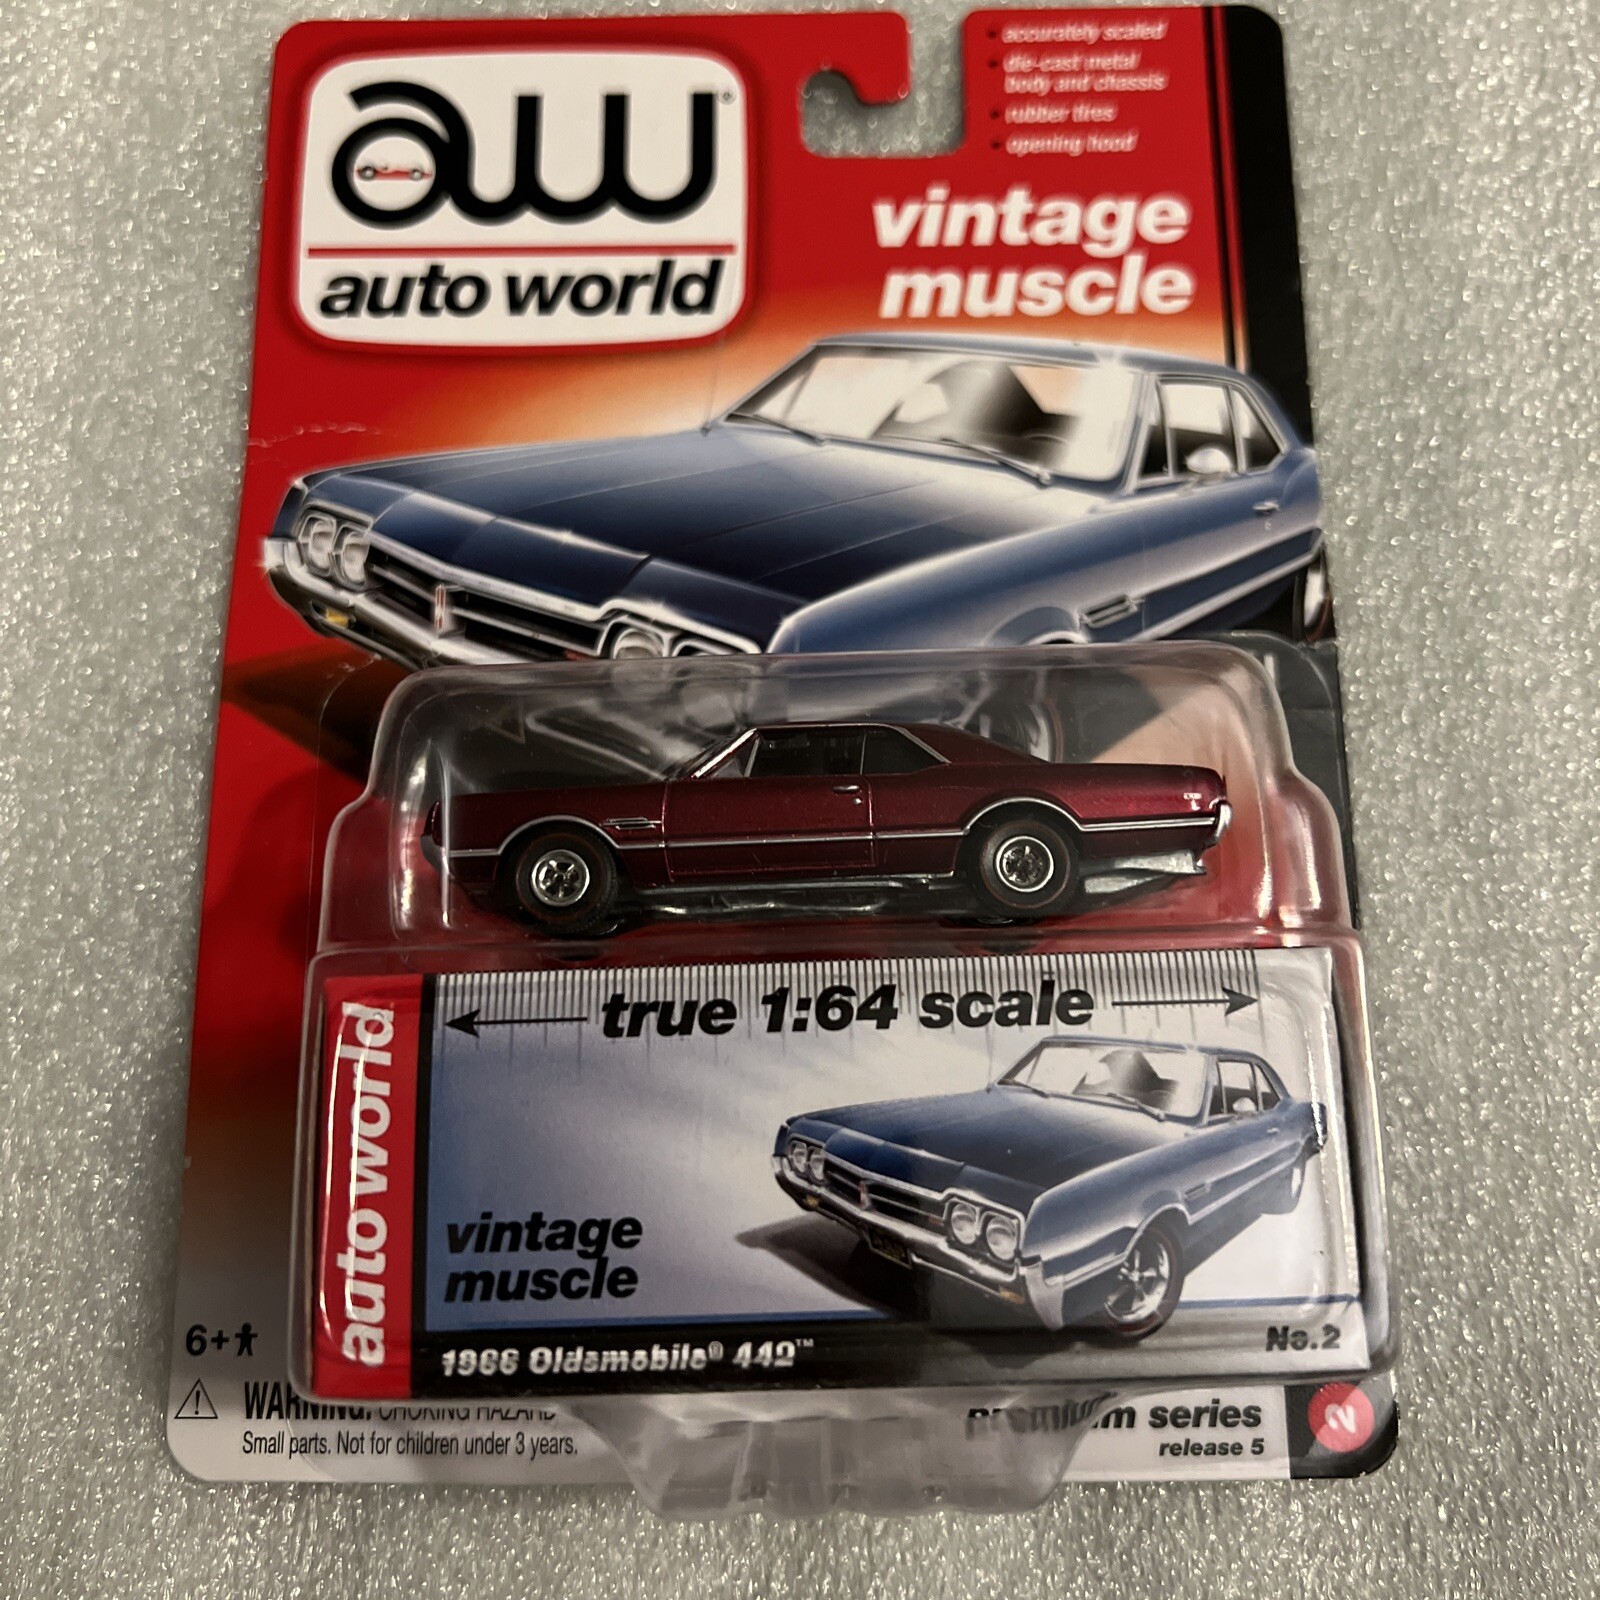 aw®
auto world
• accurately scaled
• die-cast metal
body and chassis
• rubber tires
• opening hood
vintage
muscle
true 1:64 scale
auto world
vintage
muscle
1966 Oldsmobile® 442™
No.2
6+
WARNING: CHOKING HAZARD
Small parts. Not for children under 3 years.
premium series
release 5
2